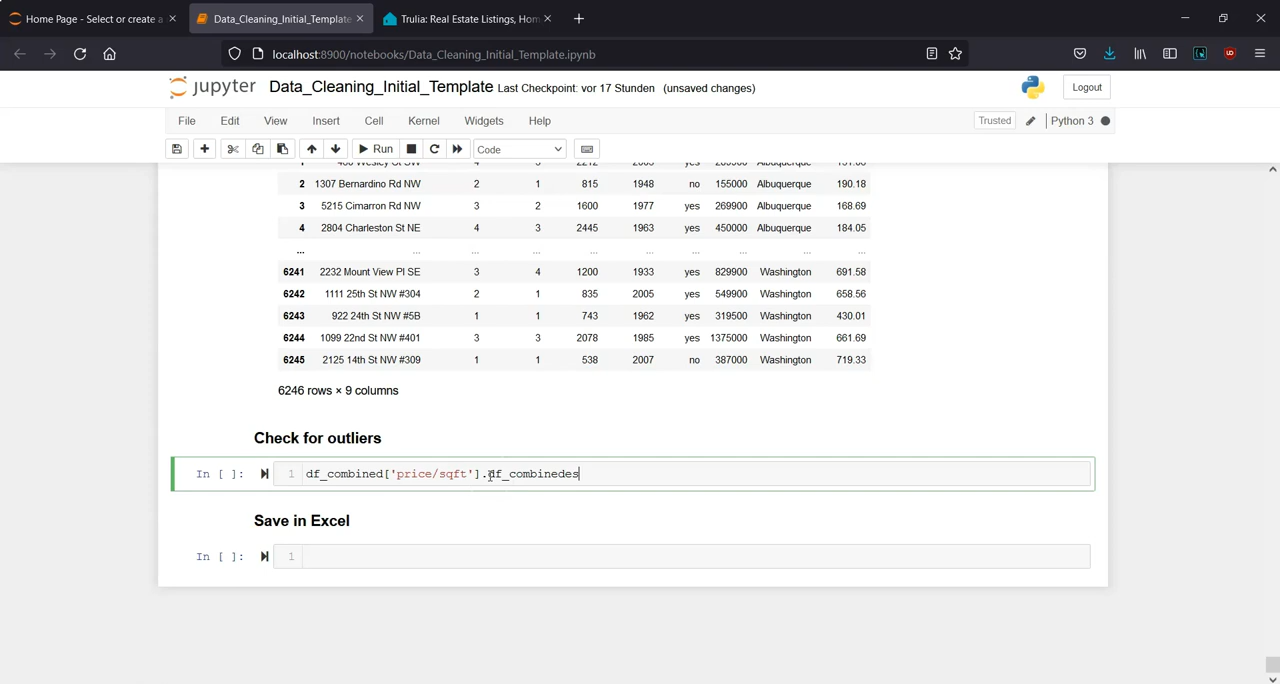 Home Page - Select or create a
Data_Cleaning_Initial_Template
Trulia: Real Estate Listings, Hom
localhost:8900/notebooks/Data_Cleaning_Initial_Template.ipynb
jupyter Data_Cleaning_Initial_Template Last Checkpoint: vor 17 Stunden (unsaved changes)
Logout
File Edit View Insert Cell Kernel Widgets Help
Trusted Python 3
Run Code
2 1307 Bernardino Rd NW 2 1 815 1948 no 155000 Albuquerque 190.18
3 5215 Cimarron Rd NW 3 2 1600 1977 yes 269900 Albuquerque 168.69
4 2804 Charleston St NE 4 3 2445 1963 yes 450000 Albuquerque 184.05
... ... ... ... ... ... ... ... ... ...
6241 2232 Mount View Pl SE 3 4 1200 1933 yes 829900 Washington 691.58
6242 1111 25th St NW #304 2 1 835 2005 yes 549900 Washington 658.56
6243 922 24th St NW #5B 1 1 743 1962 yes 319500 Washington 430.01
6244 1099 22nd St NW #401 3 3 2078 1985 yes 1375000 Washington 661.69
6245 2125 14th St NW #309 1 1 538 2007 no 387000 Washington 719.33
6246 rows × 9 columns
Check for outliers
In [ ]: 1 df_combined['price/sqft'].df_combinedes
Save in Excel
In [ ]: 1